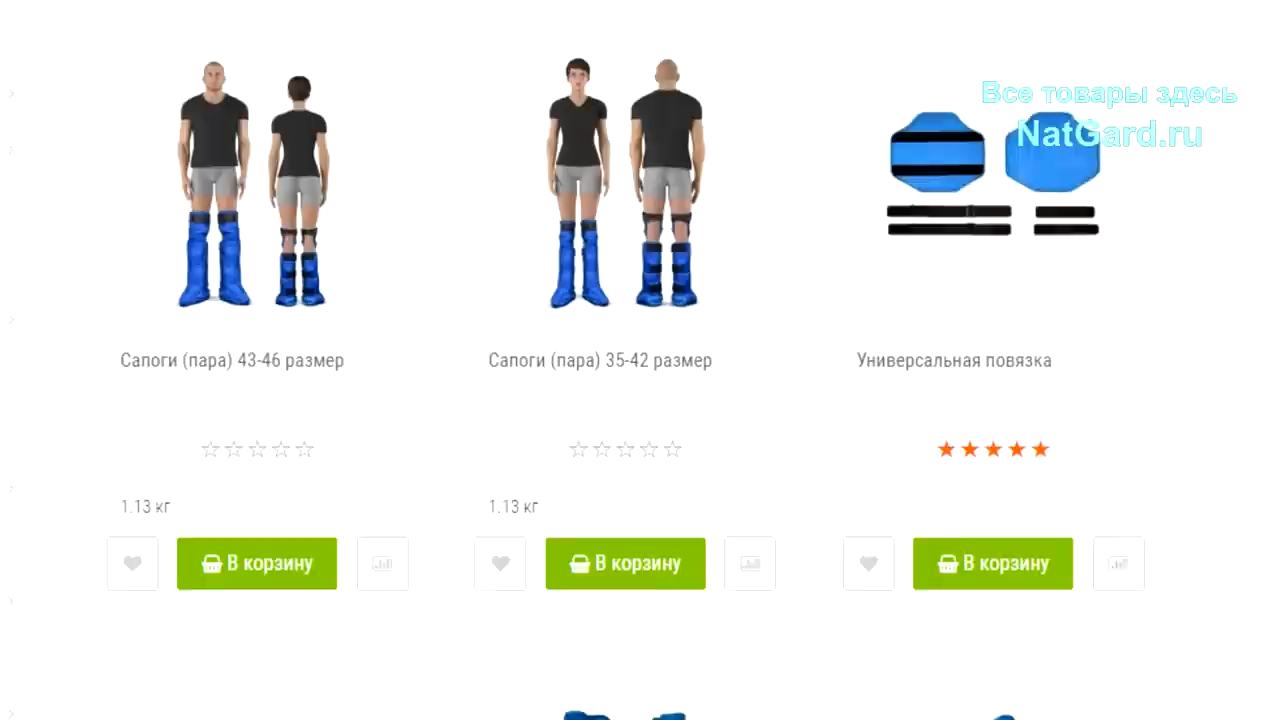 Все товары здесь
NatGard.ru
Сапоги (пара) 43-46 размер
Сапоги (пара) 35-42 размер
Универсальная повязка
1.13 кг
1.13 кг
В корзину
В корзину
В корзину